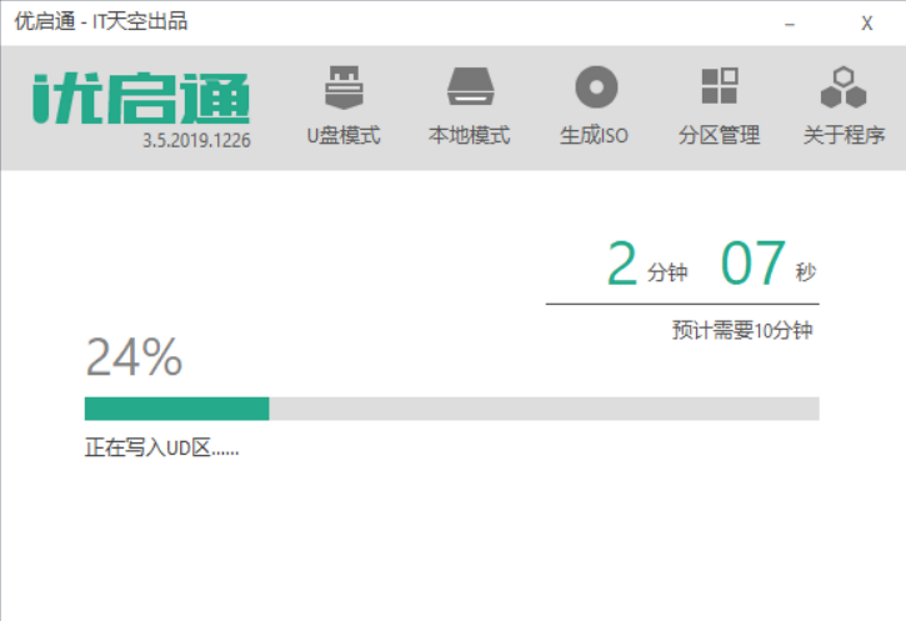 优启通 - IT天空出品
优启通
3.5.2019.1226
U盘模式 本地模式 生成ISO 分区管理 关于程序
2 分钟 07 秒
预计需要10分钟
24%
正在写入UD区......